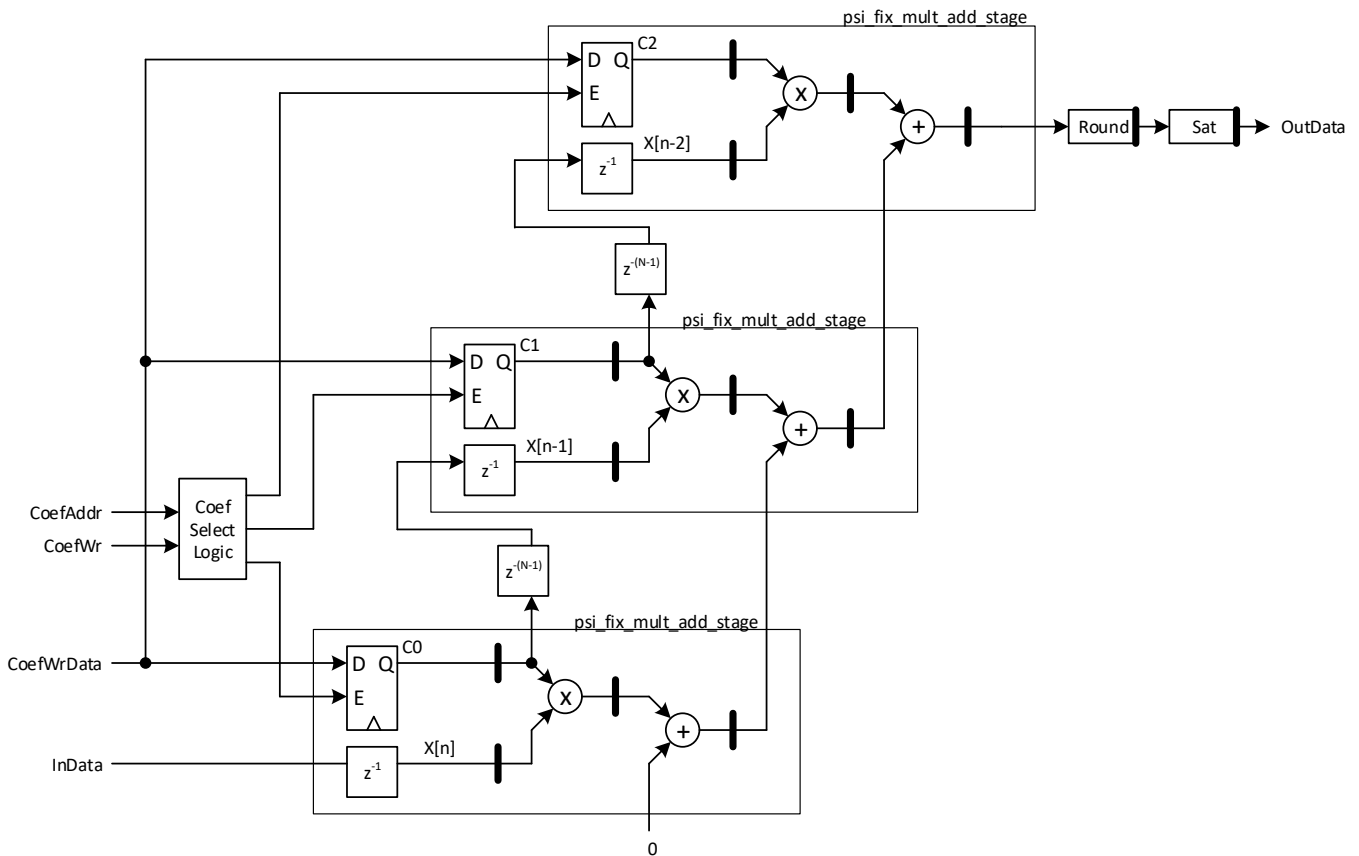 psi_fix_mult_add_stage
C2
D Q
E
x
+
Round
Sat
OutData
X[n-2]
z-1
z-(N-1)
psi_fix_mult_add_stage
C1
D Q
E
x
+
X[n-1]
z-1
CoefAddr
CoefWr
Coef
Select
Logic
z-(N-1)
psi_fix_mult_add_stage
C0
CoefWrData
D Q
E
x
+
X[n]
InData
z-1
0